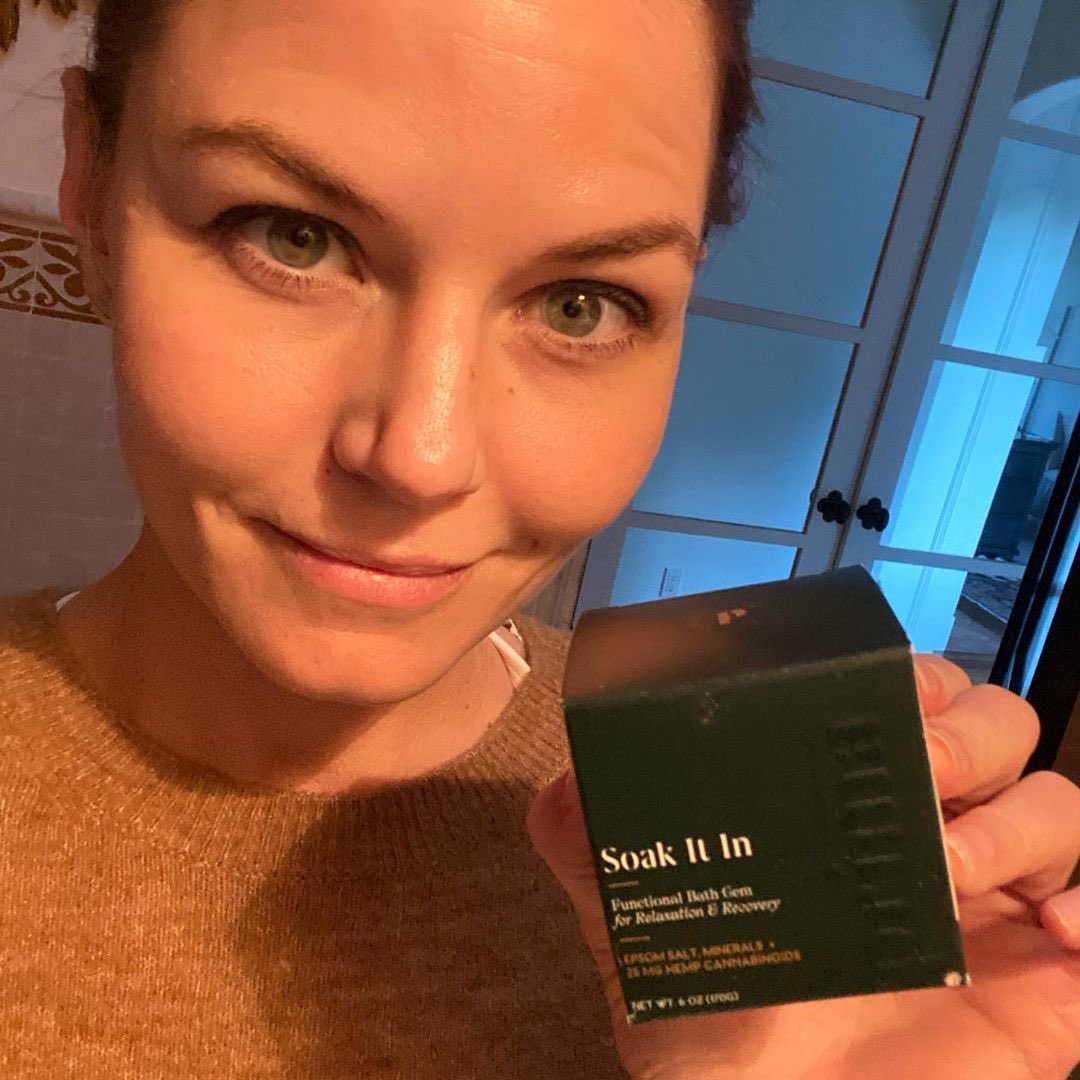 Soak It In
Functional Bath Gem
for Relaxation & Recovery
EPSOM SALT, MINERALS +
25 MG HEMP CANNABINOIDS
NET WT. 6 OZ (170G)